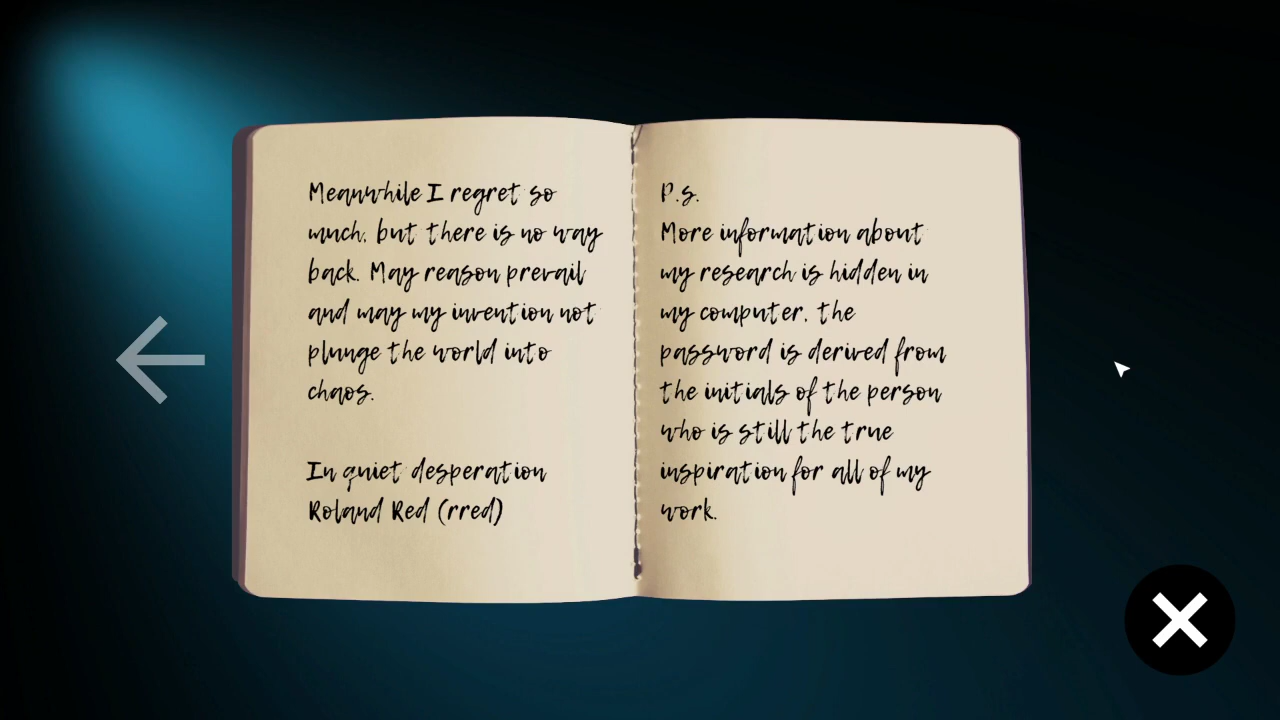 Meanwhile I regret so
much, but there is no way
back. May reason prevail
and may my invention not
plunge the world into
chaos.
In quiet desperation
Roland Red (rred)
P.s.
More information about
my research is hidden in
my computer, the
password is derived from
the initials of the person
who is still the true
inspiration for all of my
work.